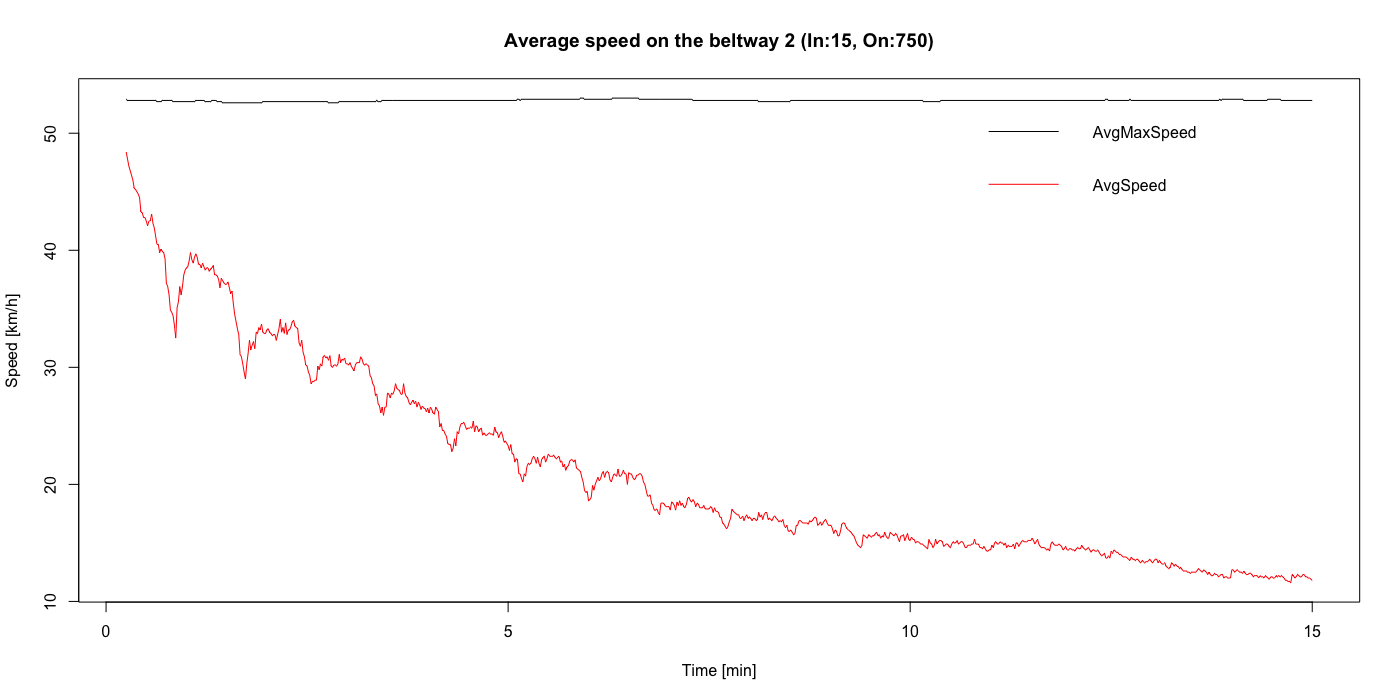 Average speed on the beltway 2 (In:15, On:750)
AvgMaxSpeed
AvgSpeed
Speed [km/h]
50
40
30
20
10
0 5 10 15
Time [min]